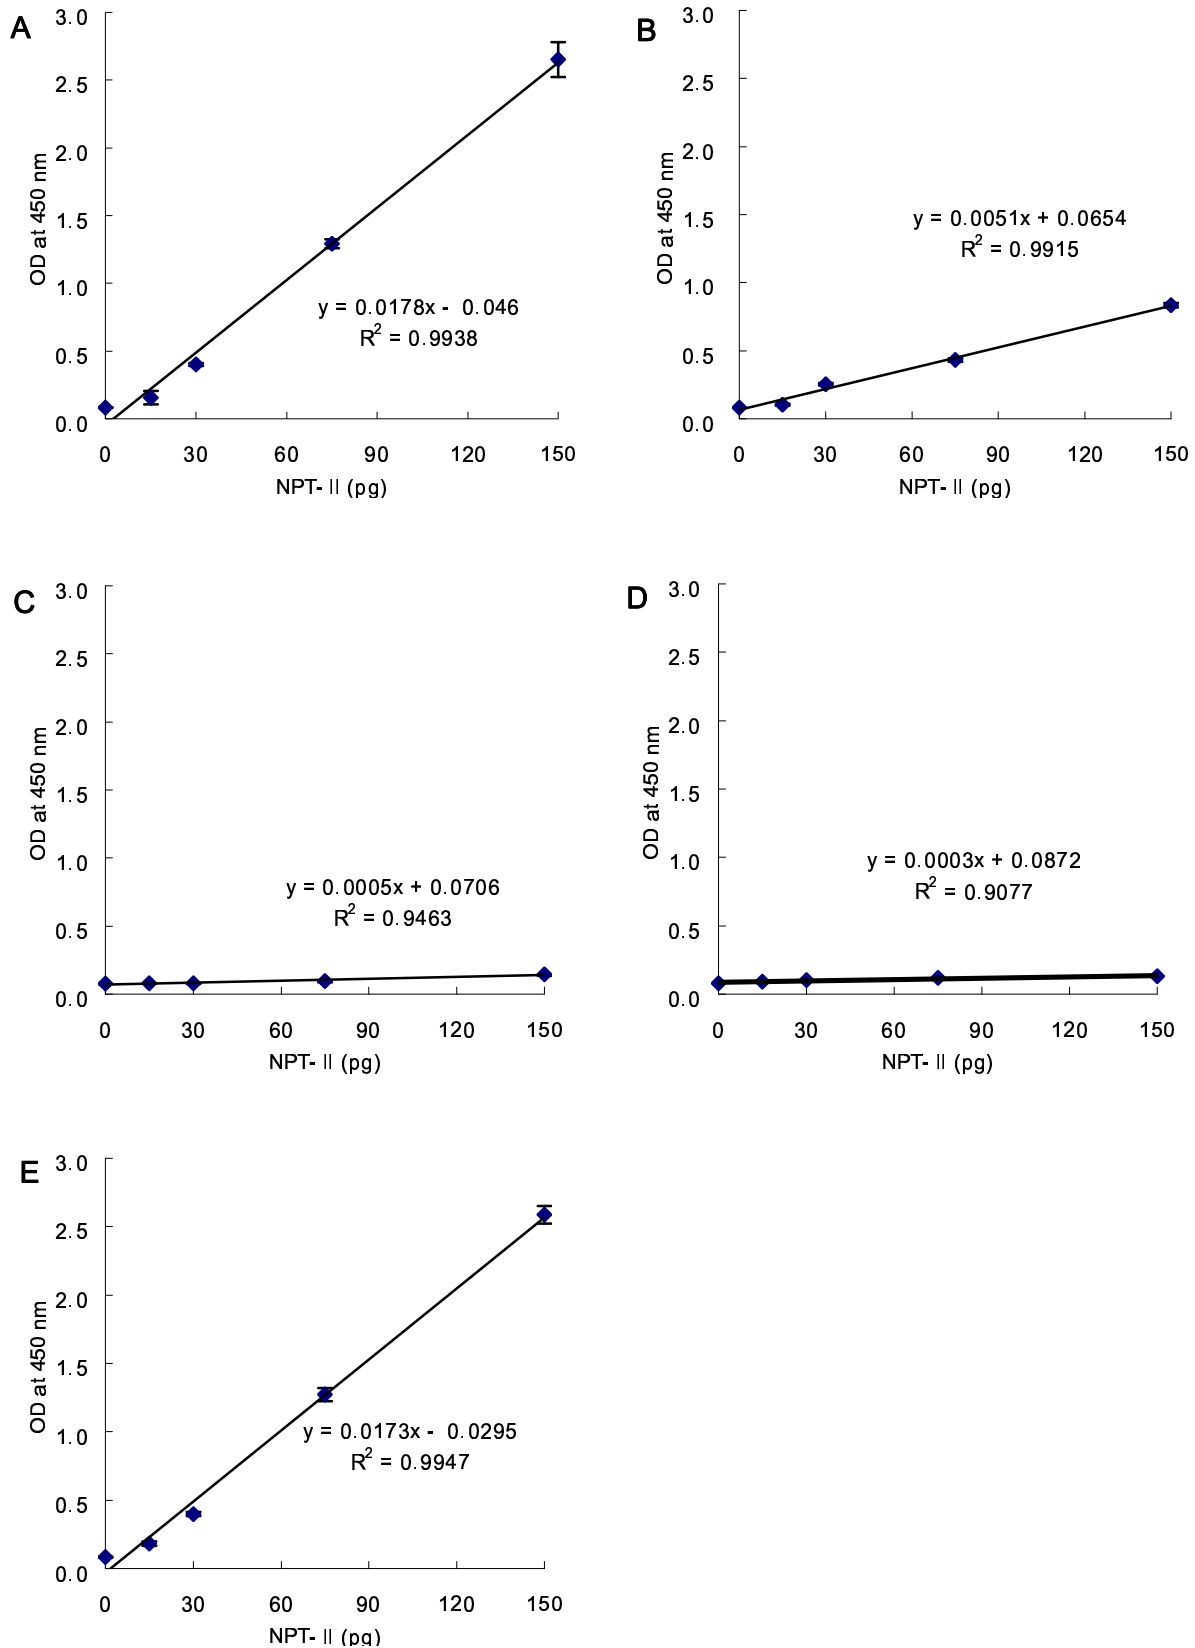 A
3.0
2.5
2.0
1.5
1.0
0.5
0.0
OD at 450 nm
y = 0.0178x - 0.046
R2 = 0.9938
0 30 60 90 120 150
NPT-Ⅱ (pg)
B
3.0
2.5
2.0
1.5
1.0
0.5
0.0
OD at 450 nm
y = 0.0051x + 0.0654
R2 = 0.9915
0 30 60 90 120 150
NPT-Ⅱ (pg)
C
3.0
2.5
2.0
1.5
1.0
0.5
0.0
OD at 450 nm
y = 0.0005x + 0.0706
R2 = 0.9463
0 30 60 90 120 150
NPT-Ⅱ (pg)
D
3.0
2.5
2.0
1.5
1.0
0.5
0.0
OD at 450 nm
y = 0.0003x + 0.0872
R2 = 0.9077
0 30 60 90 120 150
NPT-Ⅱ (pg)
E
3.0
2.5
2.0
1.5
1.0
0.5
0.0
OD at 450 nm
y = 0.0173x - 0.0295
R2 = 0.9947
0 30 60 90 120 150
NPT-Ⅱ (pg)